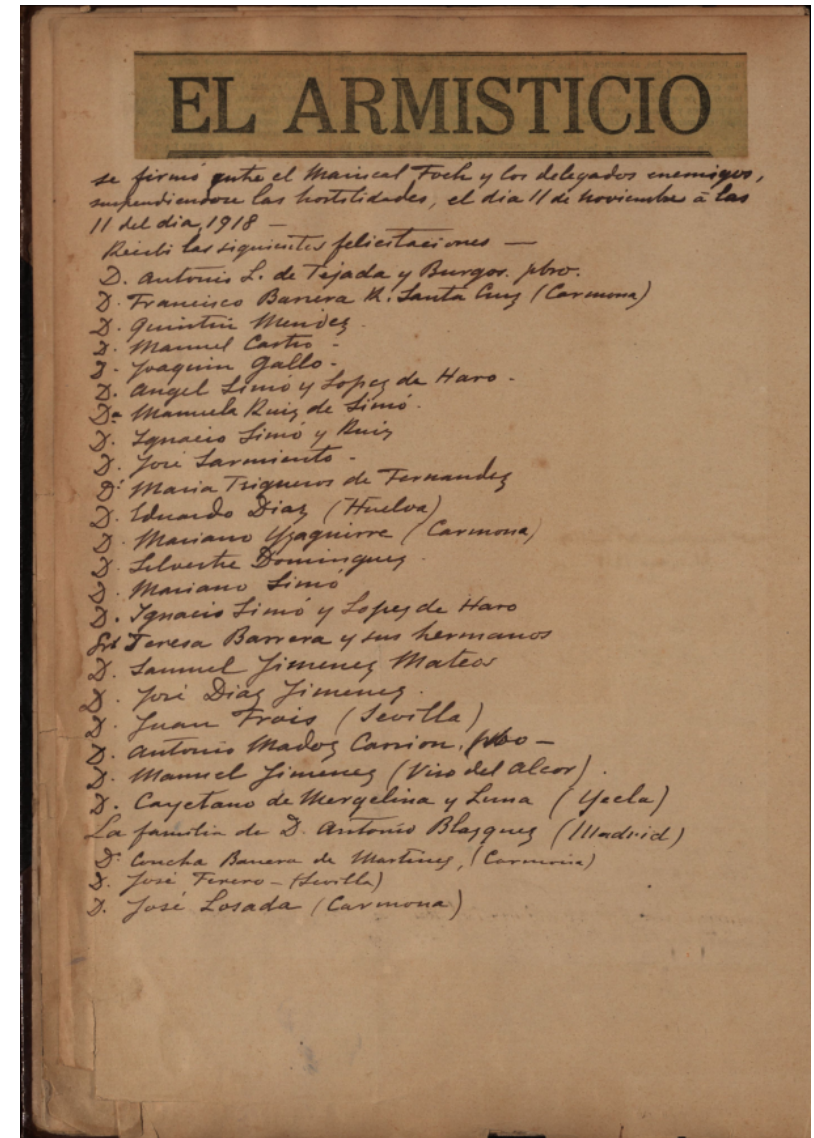 EL ARMISTICIO
se firmó entre el Mariscal Foch y los delegados enemigos,
suspendiendose las hostilidades, el dia 11 de noviembre á las
11 del dia, 1918 —
Recibi las siguientes felicitaciones —
D. Antonio L. de Tejada y Burgos. pbro.
D. Francisco Barrera R. Santa Cruz (Carmona)
D. Quintin Mendez.
D. Manuel Castro -
D. Joaquin Gallo -
D. Angel Simó y Lopez de Haro -
Da Manuela Ruiz de Simó.
D. Ignacio Simó y Ruiz
D. José Sarmiento -
Da Maria Trigueros de Fernandez
D. Eduardo Diaz (Huelva)
D. Mariano Yzaguirre (Carmona)
D. Silvestre Dominguez.
D. Mariano Simó
D. Ignacio Simó y Lopez de Haro
Srta Teresa Barrera y sus hermanos
D. Samuel Jimenez Mateos
D. José Diaz Jimenez.
D. Juan Frois (Sevilla)
D. Antonio Madoz Carrion, pbo —
D. Manuel Jimenez (Viso del Alcor).
D. Cayetano de Mergelina y Luna (Yecla)
La familia de D. Antonio Blazquez (Madrid)
Da Concha Barrera de Martinez, (Carmona)
D. José Ferero - (Sevilla)
D. José Losada (Carmona)